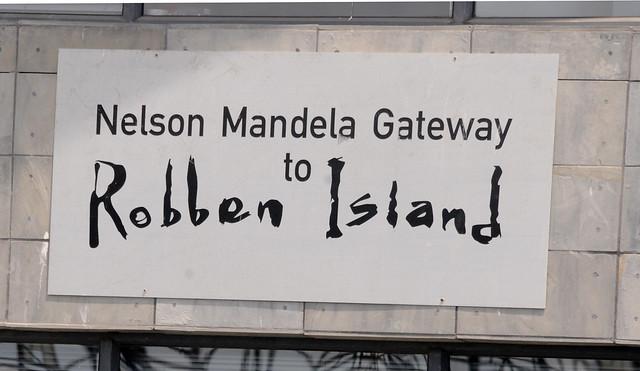 Nelson Mandela Gateway
to
Robben Island